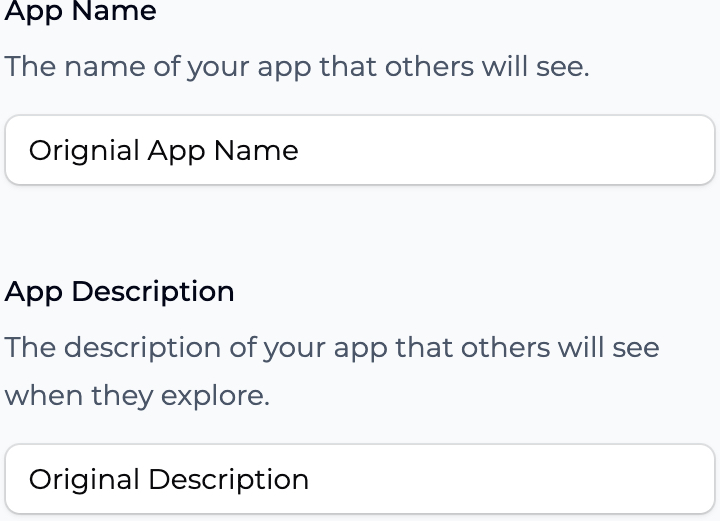 App Name
The name of your app that others will see.
Orignial App Name
App Description
The description of your app that others will see
when they explore.
Original Description